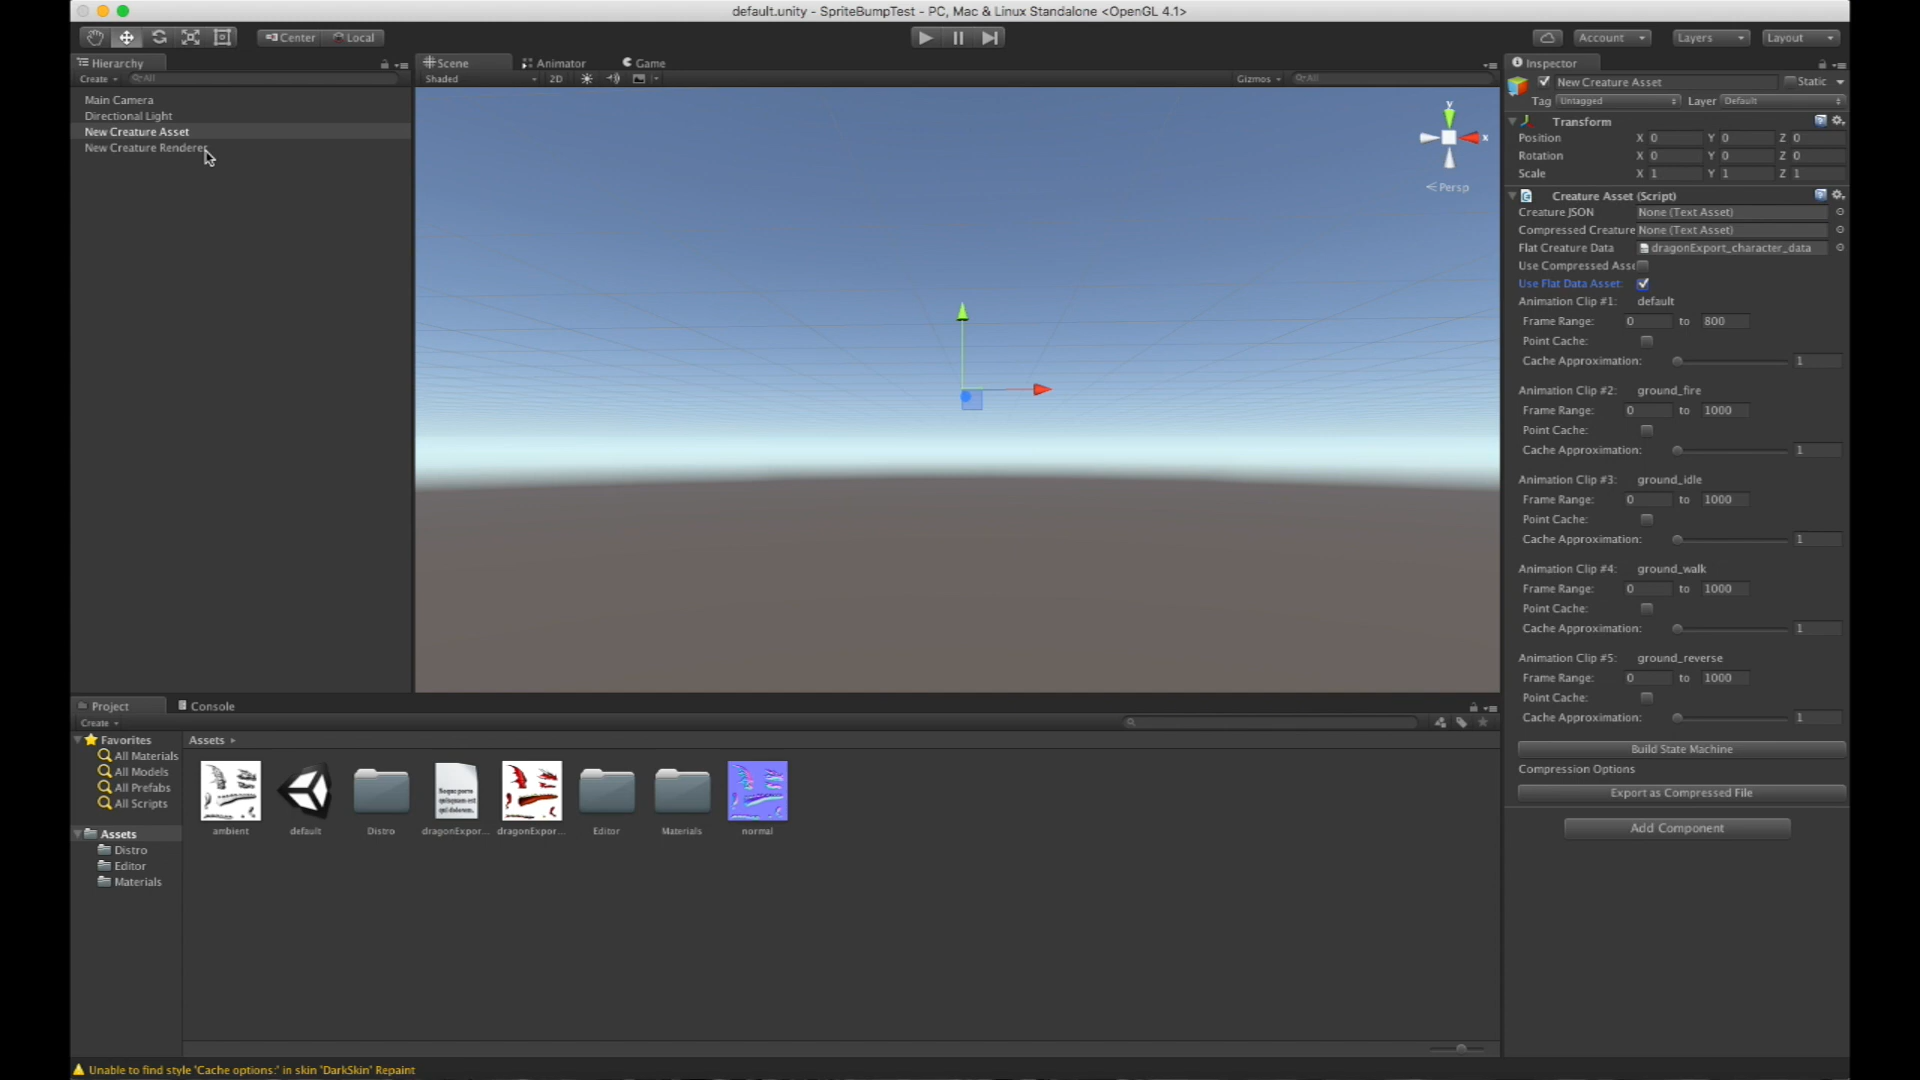 default.unity - SpriteBumpTest - PC, Mac & Linux Standalone <OpenGL 4.1>
Center Local
Account Layers Layout
Hierarchy
Create All
Main Camera
Directional Light
New Creature Asset
New Creature Renderer
Scene Animator Game
Shaded 2D Gizmos All
y
x
Persp
Inspector
New Creature Asset Static
Tag Untagged Layer Default
Transform
Position X 0 Y 0 Z 0
Rotation X 0 Y 0 Z 0
Scale X 1 Y 1 Z 1
Creature Asset (Script)
Creature JSON None (Text Asset)
Compressed Creature None (Text Asset)
Flat Creature Data dragonExport_character_data
Use Compressed Asse
Use Flat Data Asset:
Animation Clip #1: default
Frame Range: 0 to 800
Point Cache:
Cache Approximation: 1
Animation Clip #2: ground_fire
Frame Range: 0 to 1000
Point Cache:
Cache Approximation: 1
Animation Clip #3: ground_idle
Frame Range: 0 to 1000
Point Cache:
Cache Approximation: 1
Animation Clip #4: ground_walk
Frame Range: 0 to 1000
Point Cache:
Cache Approximation: 1
Animation Clip #5: ground_reverse
Frame Range: 0 to 1000
Point Cache:
Cache Approximation: 1
Build State Machine
Compression Options
Export as Compressed File
Add Component
Project Console
Create
Favorites
All Materials
All Models
All Prefabs
All Scripts
Assets
Distro
Editor
Materials
Assets
ambient default Distro dragonExpor... dragonExpor... Editor Materials normal
Unable to find style 'Cache options:' in skin 'DarkSkin' Repaint